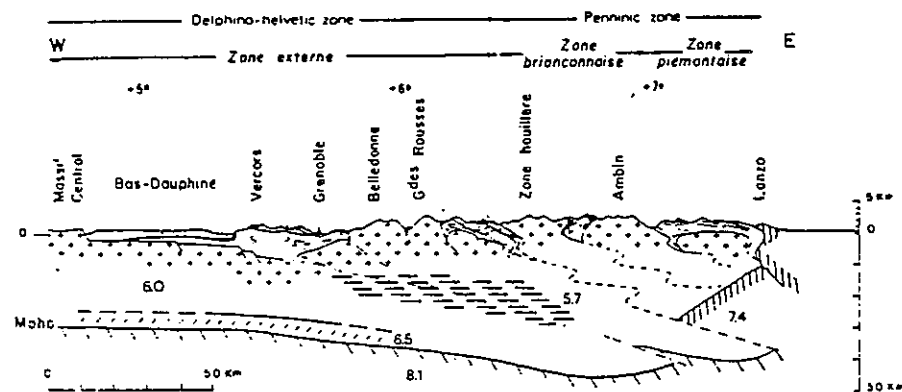 Delphino-helvetic zone Penninic zone
W E
Zone externe Zone briançonnaise Zone piemontaise
+5° +6° +7°
Massif Central
Bas-Dauphiné
Vercors
Grenoble
Belledonne
Gdes Rousses
Zone houillère
Ambin
Lanzo
5 Km
0 0
6.0 5.7
7.4
Moho
6.5
8.1
0 50 Km
50 Km